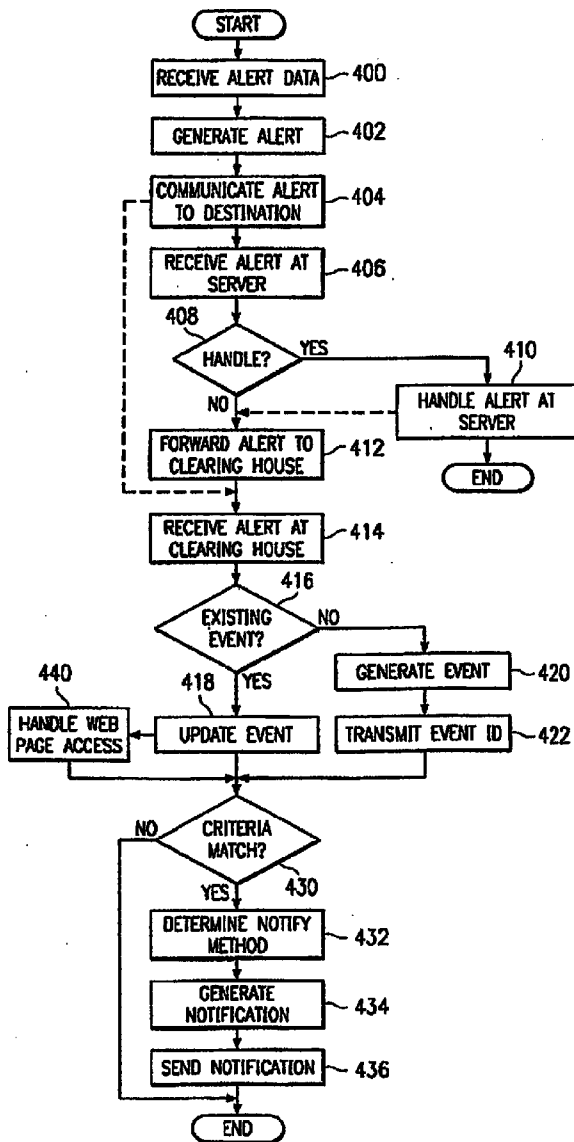 START
RECEIVE ALERT DATA
400
GENERATE ALERT
402
COMMUNICATE ALERT
TO DESTINATION
404
RECEIVE ALERT AT
SERVER
406
408
HANDLE?
YES
410
HANDLE ALERT AT
SERVER
NO
END
FORWARD ALERT TO
CLEARING HOUSE
412
RECEIVE ALERT AT
CLEARING HOUSE
414
416
EXISTING
EVENT?
NO
YES
GENERATE EVENT
420
440
HANDLE WEB
PAGE ACCESS
418
UPDATE EVENT
TRANSMIT EVENT ID
422
NO
CRITERIA
MATCH?
430
YES
DETERMINE NOTIFY
METHOD
432
GENERATE
NOTIFICATION
434
SEND NOTIFICATION
436
END